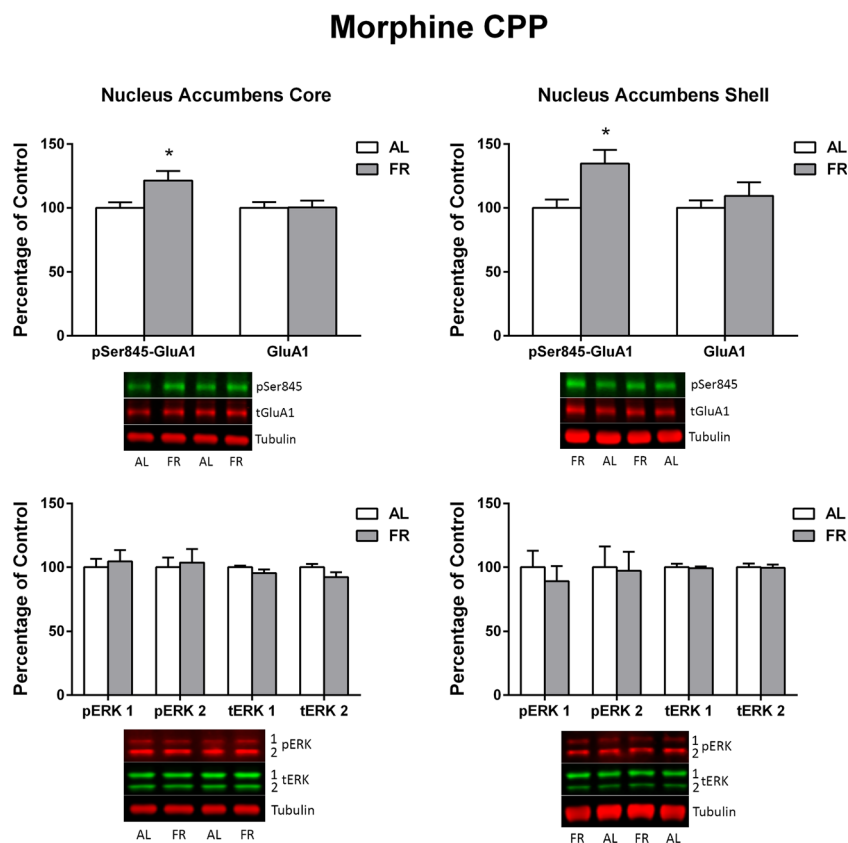 Morphine CPP
Nucleus Accumbens Core
Percentage of Control
150
100
50
0
*
AL
FR
pSer845-GluA1 GluA1
pSer845
tGluA1
Tubulin
AL FR AL FR
Nucleus Accumbens Shell
Percentage of Control
150
100
50
0
*
AL
FR
pSer845-GluA1 GluA1
pSer845
tGluA1
Tubulin
FR AL FR AL
Percentage of Control
150
100
50
0
AL
FR
pERK 1 pERK 2 tERK 1 tERK 2
1
2
pERK
1
2
tERK
Tubulin
AL FR AL FR
Percentage of Control
150
100
50
0
AL
FR
pERK 1 pERK 2 tERK 1 tERK 2
1
2
pERK
1
2
tERK
Tubulin
FR AL FR AL